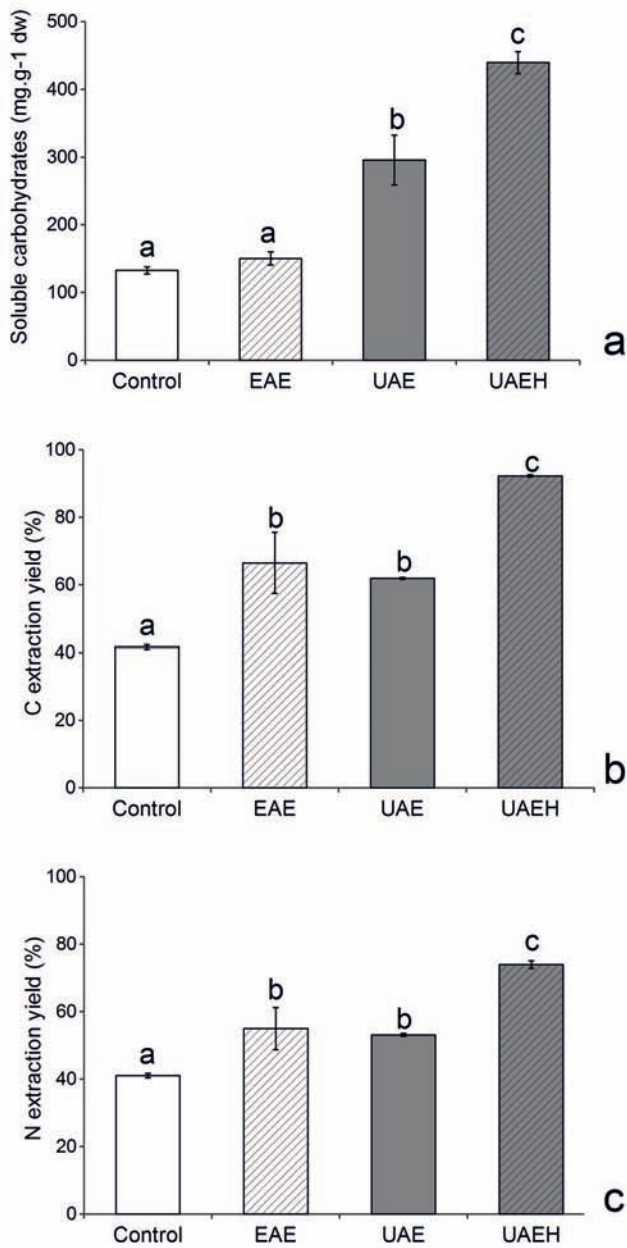 Soluble carbohydrates (mg.g-1 dw)
500
400
300
200
100
0
a
a
b
c
Control EAE UAE UAEH
a
C extraction yield (%)
100
80
60
40
20
0
a
b
b
c
Control EAE UAE UAEH
b
N extraction yield (%)
100
80
60
40
20
0
a
b
b
c
Control EAE UAE UAEH
c